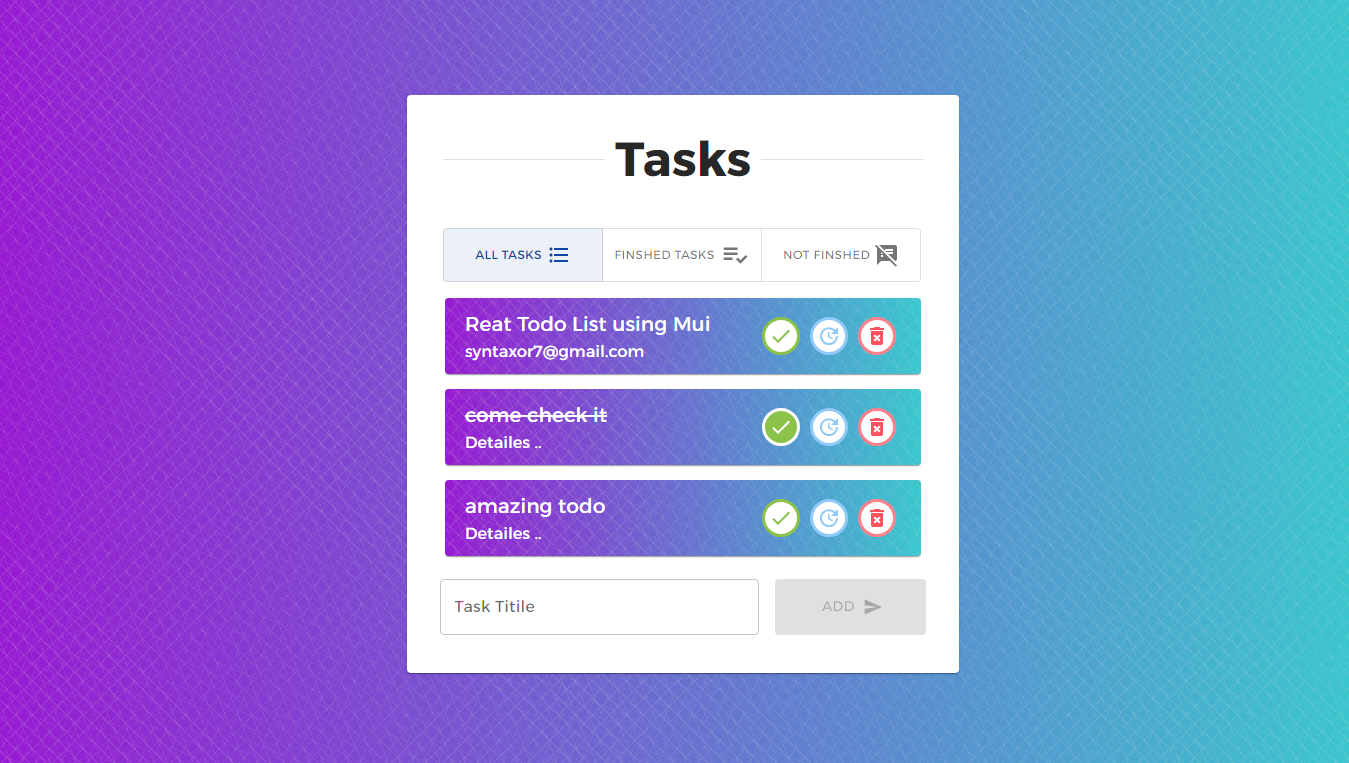 Tasks
ALL TASKS
FINSHED TASKS
NOT FINSHED
Reat Todo List using Mui
syntaxor7@gmail.com
come check it
Detailes ..
amazing todo
Detailes ..
Task Titile
ADD